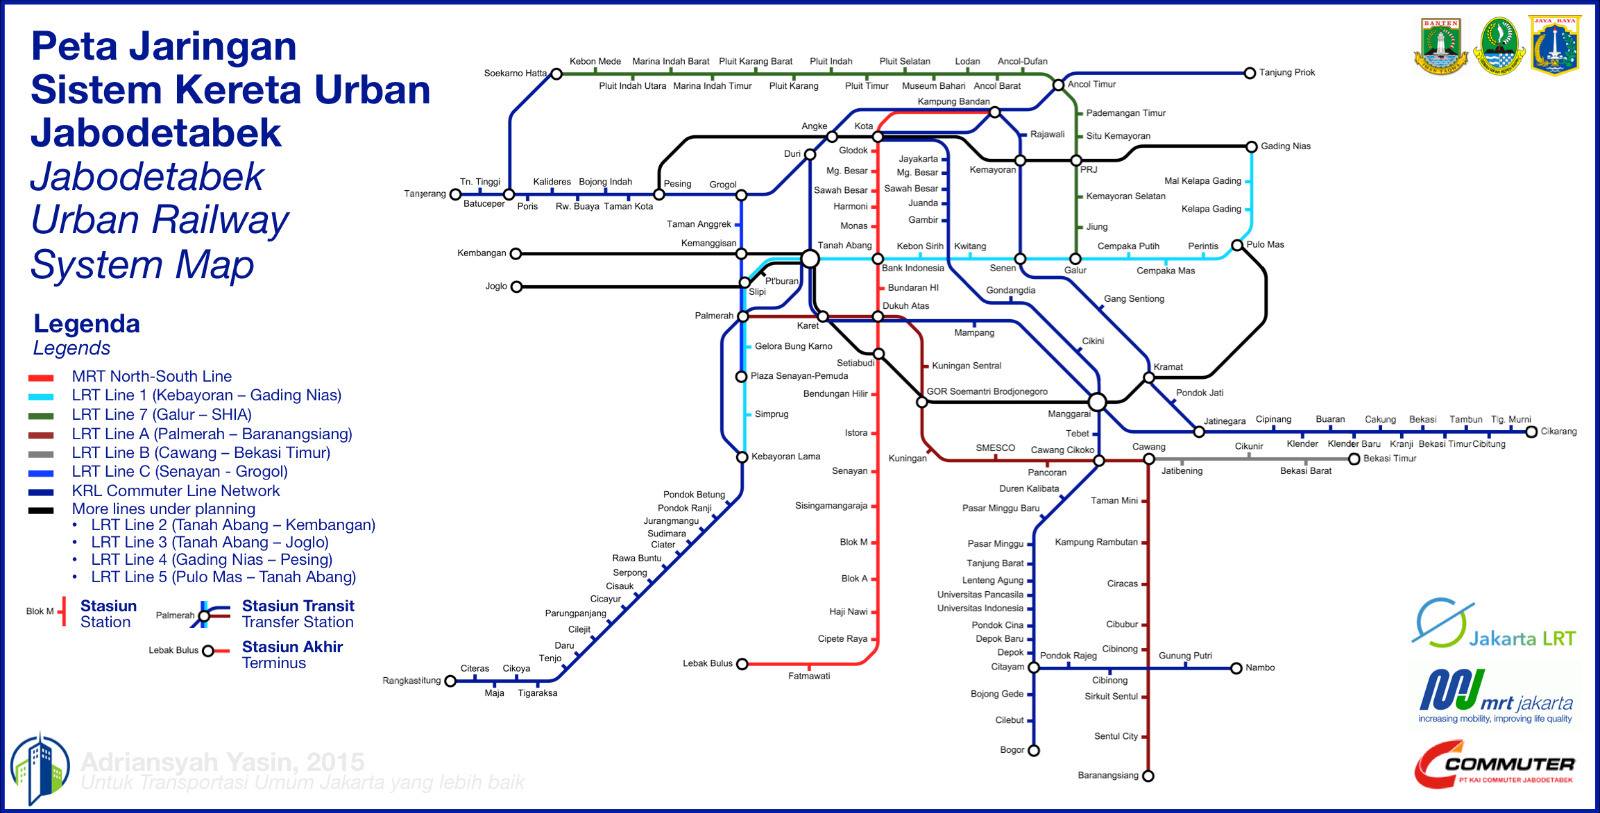 Peta Jaringan
Sistem Kereta Urban
Jabodetabek
Jabodetabek
Urban Railway
System Map
Legenda
Legends
MRT North-South Line
LRT Line 1 (Kebayoran – Gading Nias)
LRT Line 7 (Galur – SHIA)
LRT Line A (Palmerah – Baranangsiang)
LRT Line B (Cawang – Bekasi Timur)
LRT Line C (Senayan - Grogol)
KRL Commuter Line Network
More lines under planning
• LRT Line 2 (Tanah Abang – Kembangan)
• LRT Line 3 (Tanah Abang – Joglo)
• LRT Line 4 (Gading Nias – Pesing)
• LRT Line 5 (Pulo Mas – Tanah Abang)
Blok M
Stasiun
Station
Palmerah
Stasiun Transit
Transfer Station
Lebak Bulus
Stasiun Akhir
Terminus
Adriansyah Yasin, 2015
Untuk Transportasi Umum Jakarta yang lebih baik
Soekarno Hatta
Kebon Mede
Pluit Indah Utara
Marina Indah Barat
Marina Indah Timur
Pluit Karang Barat
Pluit Karang
Pluit Indah
Pluit Timur
Pluit Selatan
Museum Bahari
Lodan
Ancol Barat
Ancol-Dufan
Ancol Timur
Tanjung Priok
Kampung Bandan
Angke
Kota
Duri
Rajawali
Pademangan Timur
Situ Kemayoran
Gading Nias
Kemayoran
PRJ
Glodok
Mg. Besar
Sawah Besar
Harmoni
Monas
Jayakarta
Mg. Besar
Sawah Besar
Juanda
Gambir
Kemayoran Selatan
Jiung
Mal Kelapa Gading
Kelapa Gading
Tangerang
Tn. Tinggi
Batuceper
Poris
Kalideres
Rw. Buaya
Bojong Indah
Taman Kota
Pesing
Grogol
Taman Anggrek
Kemanggisan
Kembangan
Joglo
Tanah Abang
Kebon Sirih
Kwitang
Bank Indonesia
Senen
Galur
Cempaka Putih
Cempaka Mas
Perintis
Pulo Mas
Pt'buran
Slipi
Bundaran HI
Gondangdia
Gang Sentiong
Palmerah
Karet
Dukuh Atas
Mampang
Cikini
Gelora Bung Karno
Setiabudi
Kuningan Sentral
Kramat
Plaza Senayan-Pemuda
Bendungan Hilir
GOR Soemantri Brodjonegoro
Pondok Jati
Manggarai
Simprug
Istora
Tebet
Jatinegara
Cipinang
Klender
Buaran
Klender Baru
Cakung
Kranji
Bekasi
Bekasi Timur
Tambun
Cibitung
Tlg. Murni
Cikarang
Kebayoran Lama
Kuningan
SMESCO
Pancoran
Cawang Cikoko
Cawang
Jatibening
Cikunir
Bekasi Barat
Bekasi Timur
Senayan
Sisingamangaraja
Blok M
Blok A
Haji Nawi
Cipete Raya
Fatmawati
Lebak Bulus
Pondok Betung
Pondok Ranji
Jurangmangu
Sudimara
Ciater
Rawa Buntu
Serpong
Cisauk
Cicayur
Parungpanjang
Cilejit
Daru
Tenjo
Tigaraksa
Cikoya
Maja
Citeras
Rangkastitung
Duren Kalibata
Pasar Minggu Baru
Pasar Minggu
Tanjung Barat
Lenteng Agung
Universitas Pancasila
Universitas Indonesia
Pondok Cina
Depok Baru
Depok
Citayam
Pondok Rajeg
Cibinong
Gunung Putri
Nambo
Bojong Gede
Cilebut
Bogor
Taman Mini
Kampung Rambutan
Ciracas
Cibubur
Cibinong
Sirkuit Sentul
Sentul City
Baranangsiang
BANTEN
JAYA RAYA
Jakarta LRT
mrt jakarta
increasing mobility, improving life quality
COMMUTER
PT KAI COMMUTER JABODETABEK